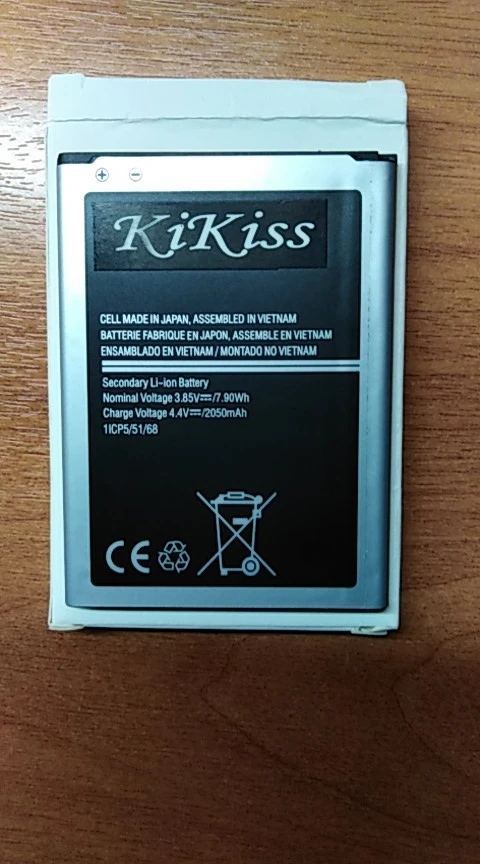 KiKiss
CELL MADE IN JAPAN, ASSEMBLED IN VIETNAM
BATTERIE FABRIQUE EN JAPON, ASSEMBLE EN VIETNAM
ENSAMBLADO EN VIETNAM / MONTADO NO VIETNAM
Secondary Li-ion Battery
Nominal Voltage 3.85V⎓/7.90Wh
Charge Voltage 4.4V⎓/2050mAh
1ICP5/51/68
CE